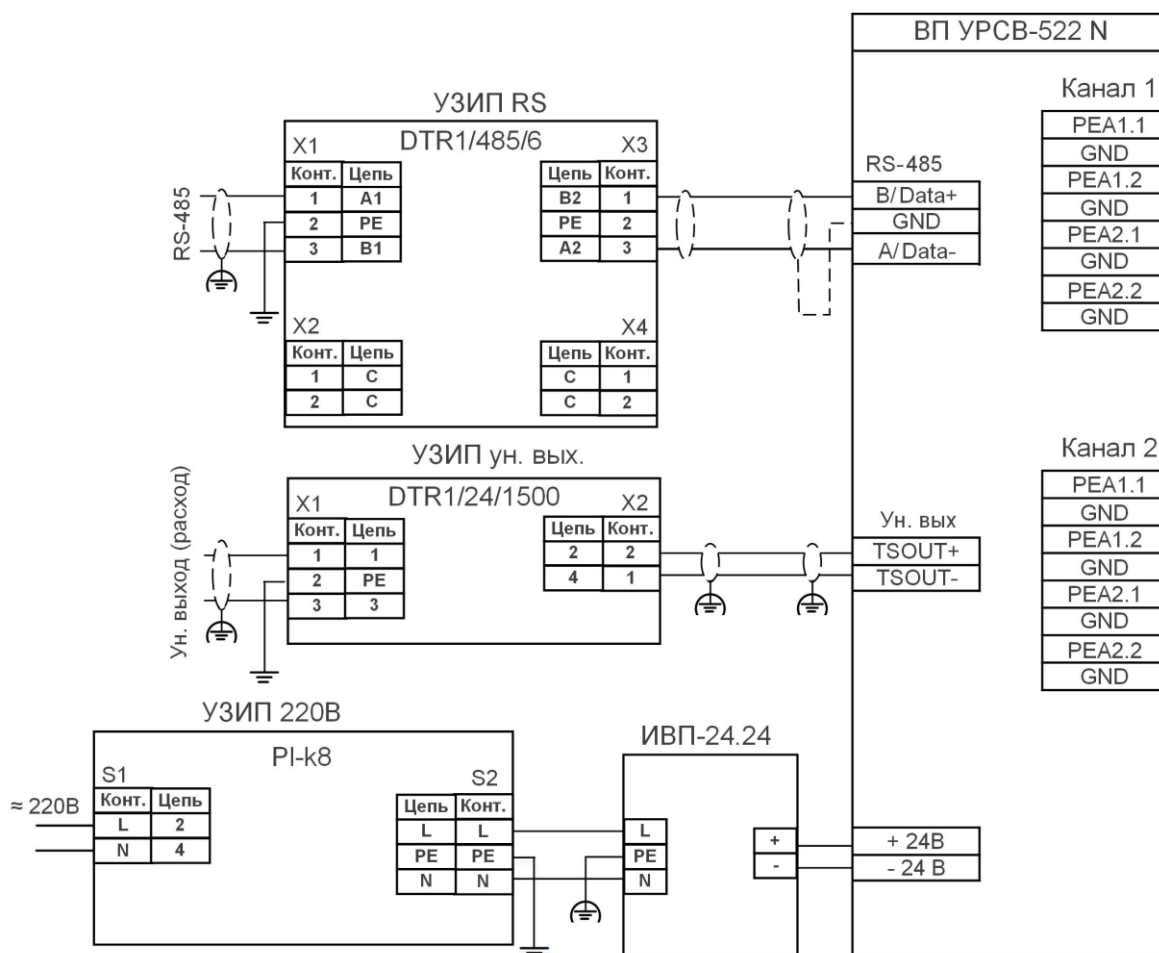 ВП УРСВ-522 N
Канал 1
PEA1.1
GND
PEA1.2
GND
PEA2.1
GND
PEA2.2
GND
УЗИП RS
DTR1/485/6
X1
X3
Конт. Цепь
1 A1
2 PE
3 B1
Цепь Конт.
B2 1
PE 2
A2 3
RS-485
RS-485
B/Data+
GND
A/Data-
X2
X4
Конт. Цепь
1 C
2 C
Цепь Конт.
C 1
C 2
УЗИП ун. вых.
DTR1/24/1500
X1
X2
Конт. Цепь
1 1
2 PE
3 3
Цепь Конт.
2 2
4 1
Ун. выход (расход)
Ун. вых
TSOUT+
TSOUT-
Канал 2
PEA1.1
GND
PEA1.2
GND
PEA2.1
GND
PEA2.2
GND
УЗИП 220В
PI-k8
S1
S2
≈ 220В
Конт. Цепь
L 2
N 4
Цепь Конт.
L L
PE PE
N N
ИВП-24.24
L
PE
N
+
-
+ 24В
- 24 В